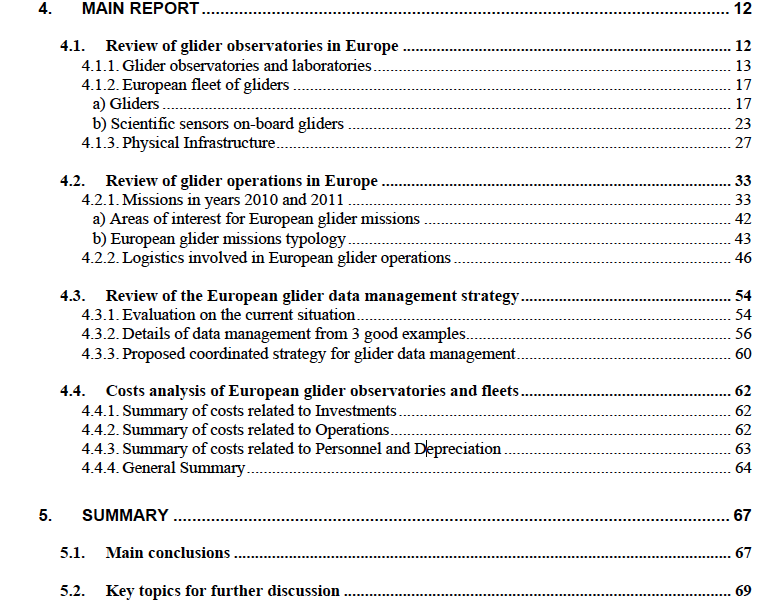 4. MAIN REPORT ........ 12
4.1. Review of glider observatories in Europe ........ 12
4.1.1. Glider observatories and laboratories ........ 13
4.1.2. European fleet of gliders ........ 17
a) Gliders ........ 17
b) Scientific sensors on-board gliders ........ 23
4.1.3. Physical Infrastructure ........ 27
4.2. Review of glider operations in Europe ........ 33
4.2.1. Missions in years 2010 and 2011 ........ 33
a) Areas of interest for European glider missions ........ 42
b) European glider missions typology ........ 43
4.2.2. Logistics involved in European glider operations ........ 46
4.3. Review of the European glider data management strategy ........ 54
4.3.1. Evaluation on the current situation ........ 54
4.3.2. Details of data management from 3 good examples ........ 56
4.3.3. Proposed coordinated strategy for glider data management ........ 60
4.4. Costs analysis of European glider observatories and fleets ........ 62
4.4.1. Summary of costs related to Investments ........ 62
4.4.2. Summary of costs related to Operations ........ 62
4.4.3. Summary of costs related to Personnel and Depreciation ........ 63
4.4.4. General Summary ........ 64
5. SUMMARY ........ 67
5.1. Main conclusions ........ 67
5.2. Key topics for further discussion ........ 69